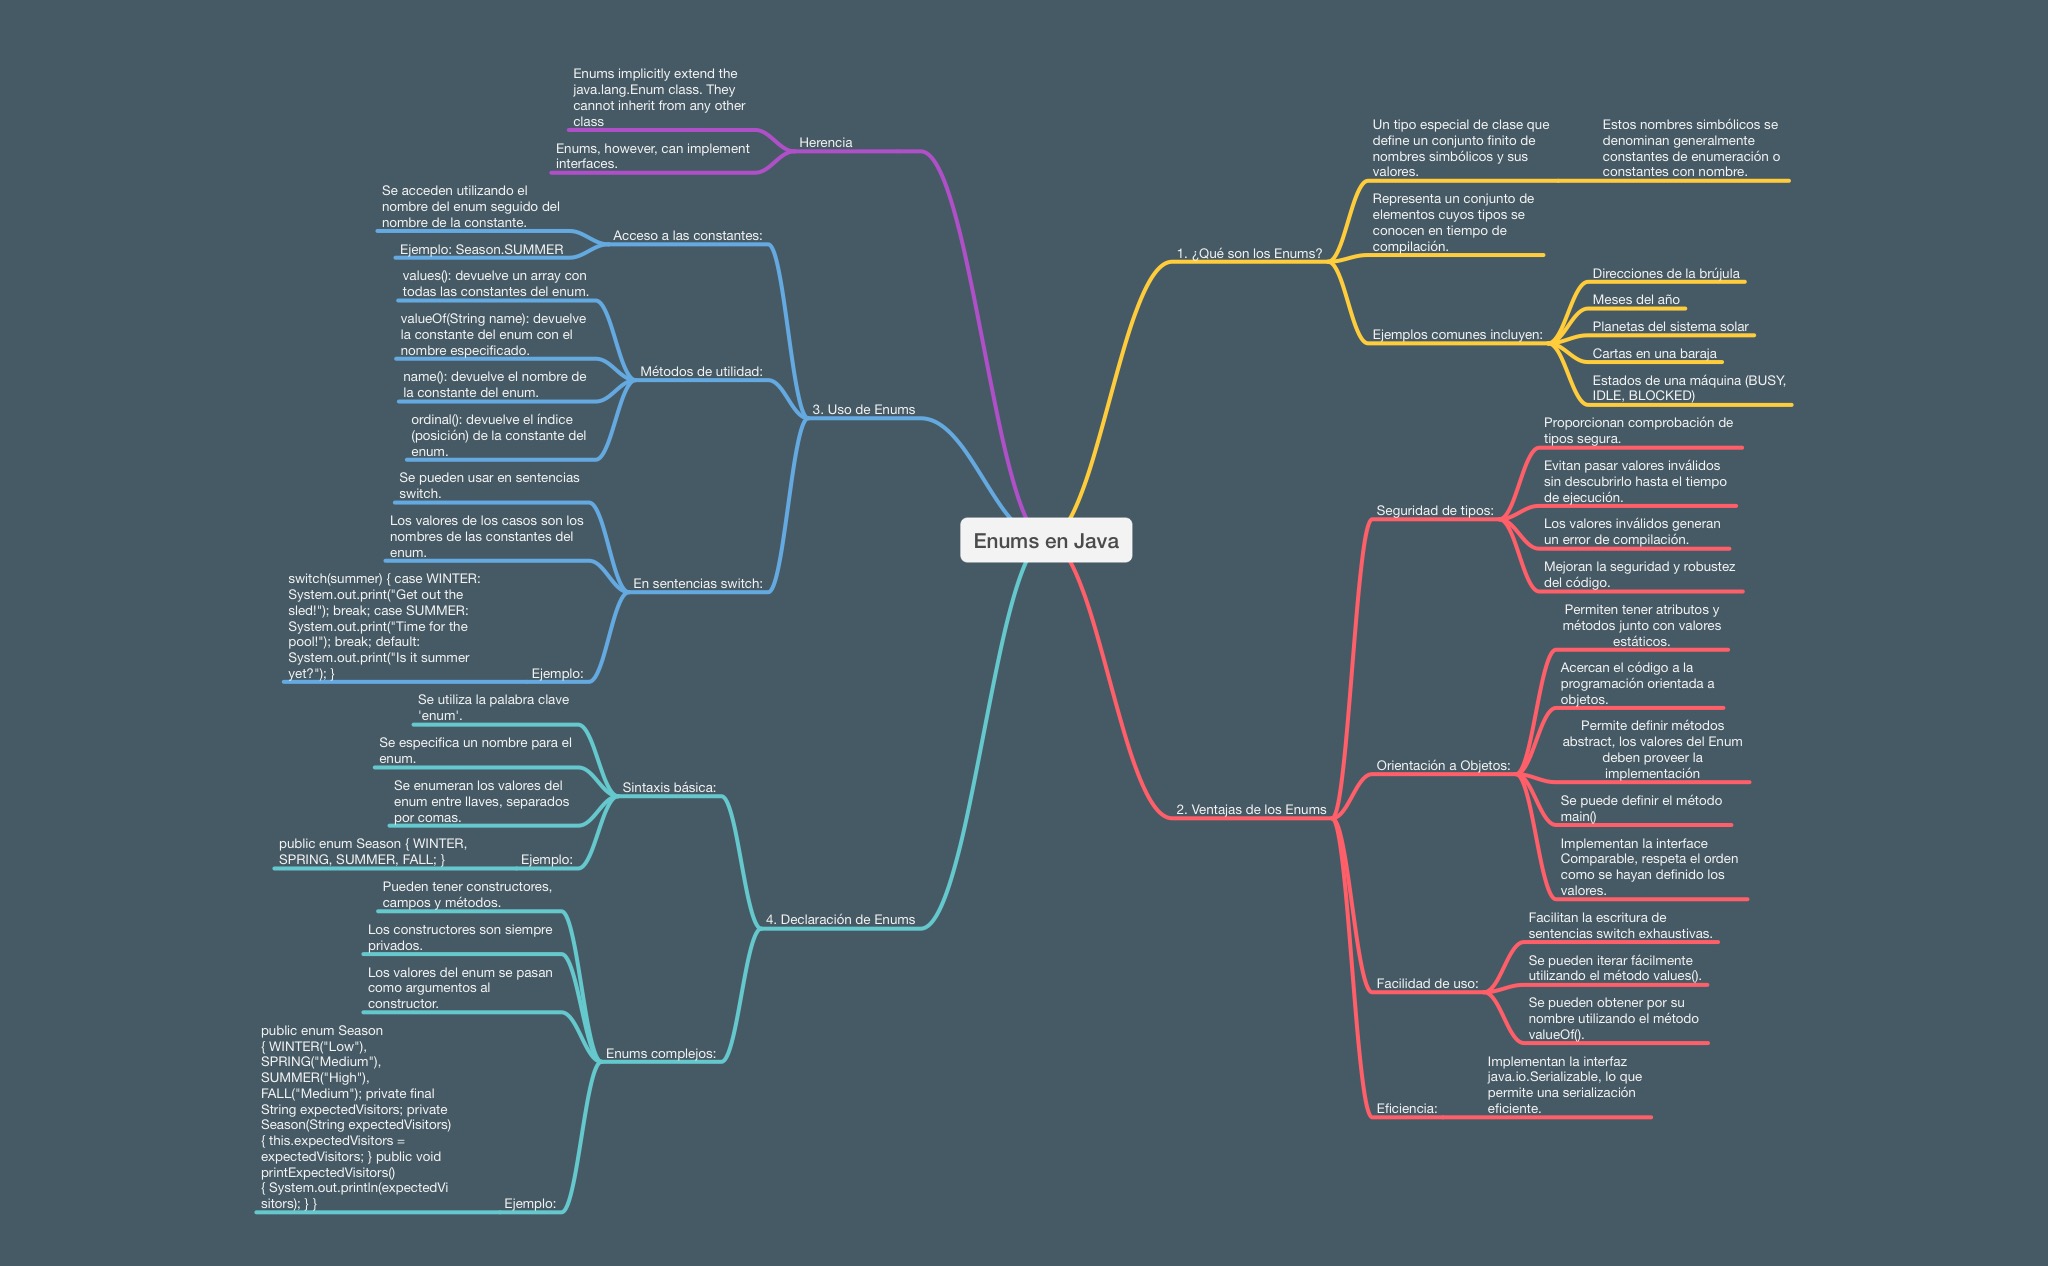 Enums en Java
1. ¿Qué son los Enums?
Un tipo especial de clase que
define un conjunto finito de
nombres simbólicos y sus
valores.
Estos nombres simbólicos se
denominan generalmente
constantes de enumeración o
constantes con nombre.
Representa un conjunto de
elementos cuyos tipos se
conocen en tiempo de
compilación.
Ejemplos comunes incluyen:
Direcciones de la brújula
Meses del año
Planetas del sistema solar
Cartas en una baraja
Estados de una máquina (BUSY,
IDLE, BLOCKED)
2. Ventajas de los Enums
Seguridad de tipos:
Proporcionan comprobación de
tipos segura.
Evitan pasar valores inválidos
sin descubrirlo hasta el tiempo
de ejecución.
Los valores inválidos generan
un error de compilación.
Mejoran la seguridad y robustez
del código.
Orientación a Objetos:
Permiten tener atributos y
métodos junto con valores
estáticos.
Acercan el código a la
programación orientada a
objetos.
Permite definir métodos
abstract, los valores del Enum
deben proveer la
implementación
Se puede definir el método
main()
Implementan la interface
Comparable, respeta el orden
como se hayan definido los
valores.
Facilidad de uso:
Facilitan la escritura de
sentencias switch exhaustivas.
Se pueden iterar fácilmente
utilizando el método values().
Se pueden obtener por su
nombre utilizando el método
valueOf().
Eficiencia:
Implementan la interfaz
java.io.Serializable, lo que
permite una serialización
eficiente.
Herencia
Enums implicitly extend the
java.lang.Enum class. They
cannot inherit from any other
class
Enums, however, can implement
interfaces.
3. Uso de Enums
Acceso a las constantes:
Se acceden utilizando el
nombre del enum seguido del
nombre de la constante.
Ejemplo: Season.SUMMER
Métodos de utilidad:
values(): devuelve un array con
todas las constantes del enum.
valueOf(String name): devuelve
la constante del enum con el
nombre especificado.
name(): devuelve el nombre de
la constante del enum.
ordinal(): devuelve el índice
(posición) de la constante del
enum.
En sentencias switch:
Se pueden usar en sentencias
switch.
Los valores de los casos son los
nombres de las constantes del
enum.
Ejemplo:
switch(summer) { case WINTER:
System.out.print("Get out the
sled!"); break; case SUMMER:
System.out.print("Time for the
pool!"); break; default:
System.out.print("Is it summer
yet?"); }
4. Declaración de Enums
Sintaxis básica:
Se utiliza la palabra clave
'enum'.
Se especifica un nombre para el
enum.
Se enumeran los valores del
enum entre llaves, separados
por comas.
Ejemplo:
public enum Season { WINTER,
SPRING, SUMMER, FALL; }
Enums complejos:
Pueden tener constructores,
campos y métodos.
Los constructores son siempre
privados.
Los valores del enum se pasan
como argumentos al
constructor.
Ejemplo:
public enum Season
{ WINTER("Low"),
SPRING("Medium"),
SUMMER("High"),
FALL("Medium"); private final
String expectedVisitors; private
Season(String expectedVisitors)
{ this.expectedVisitors =
expectedVisitors; } public void
printExpectedVisitors()
{ System.out.println(expectedVi
sitors); } }